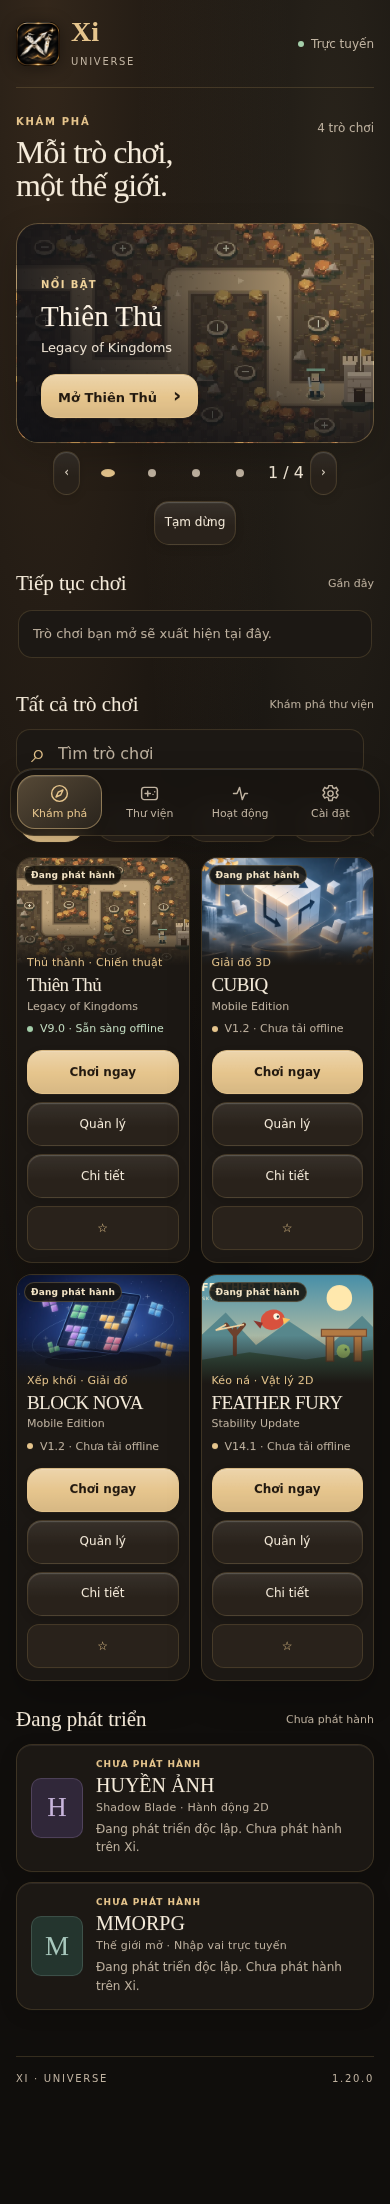 Xi
UNIVERSE
Trực tuyến
KHÁM PHÁ
4 trò chơi
Mỗi trò chơi,
một thế giới.
NỔI BẬT
Thiên Thủ
Legacy of Kingdoms
Mở Thiên Thủ ›
‹ 1 / 4 ›
Tạm dừng
Tiếp tục chơi
Gần đây
Trò chơi bạn mở sẽ xuất hiện tại đây.
Tất cả trò chơi
Khám phá thư viện
Tìm trò chơi
Khám phá
Thư viện
Hoạt động
Cài đặt
Đang phát hành
Thủ thành · Chiến thuật
Thiên Thủ
Legacy of Kingdoms
V9.0 · Sẵn sàng offline
Chơi ngay
Quản lý
Chi tiết
☆
Đang phát hành
Giải đố 3D
CUBIQ
Mobile Edition
V1.2 · Chưa tải offline
Chơi ngay
Quản lý
Chi tiết
☆
Đang phát hành
Xếp khối · Giải đố
BLOCK NOVA
Mobile Edition
V1.2 · Chưa tải offline
Chơi ngay
Quản lý
Chi tiết
☆
Đang phát hành
Kéo ná · Vật lý 2D
FEATHER FURY
Stability Update
V14.1 · Chưa tải offline
Chơi ngay
Quản lý
Chi tiết
☆
Đang phát triển
Chưa phát hành
H
CHƯA PHÁT HÀNH
HUYỀN ẢNH
Shadow Blade · Hành động 2D
Đang phát triển độc lập. Chưa phát hành
trên Xi.
M
CHƯA PHÁT HÀNH
MMORPG
Thế giới mở · Nhập vai trực tuyến
Đang phát triển độc lập. Chưa phát hành
trên Xi.
XI · UNIVERSE
1.20.0